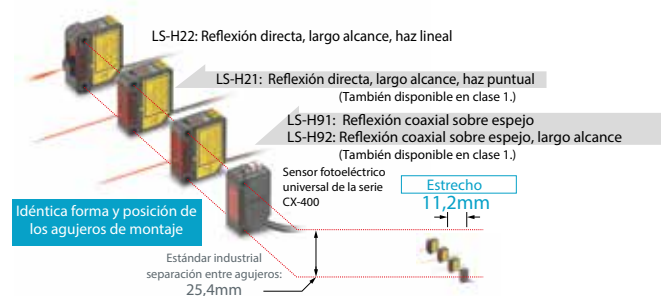 LS-H22: Reflexión directa, largo alcance, haz lineal
LS-H21: Reflexión directa, largo alcance, haz puntual
(También disponible en clase 1.)
LS-H91: Reflexión coaxial sobre espejo
LS-H92: Reflexión coaxial sobre espejo, largo alcance
(También disponible en clase 1.)
Sensor fotoeléctrico
universal de la serie
CX-400
Estrecho
11,2mm
Idéntica forma y posición de
los agujeros de montaje
Estándar industrial
separación entre agujeros:
25,4mm